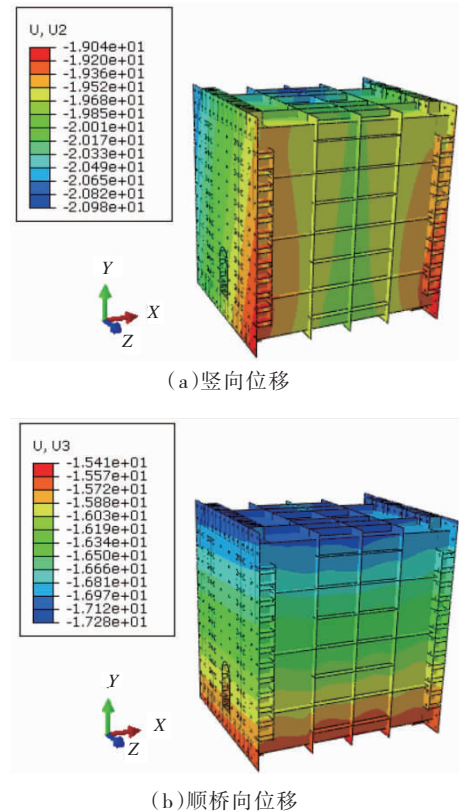 U, U2
-1.904e+01
-1.920e+01
-1.936e+01
-1.952e+01
-1.968e+01
-1.985e+01
-2.001e+01
-2.017e+01
-2.033e+01
-2.049e+01
-2.065e+01
-2.082e+01
-2.098e+01
Y
X
Z
(a)竖向位移
U, U3
-1.541e+01
-1.557e+01
-1.572e+01
-1.588e+01
-1.603e+01
-1.619e+01
-1.634e+01
-1.650e+01
-1.666e+01
-1.681e+01
-1.697e+01
-1.712e+01
-1.728e+01
Y
X
Z
(b)顺桥向位移